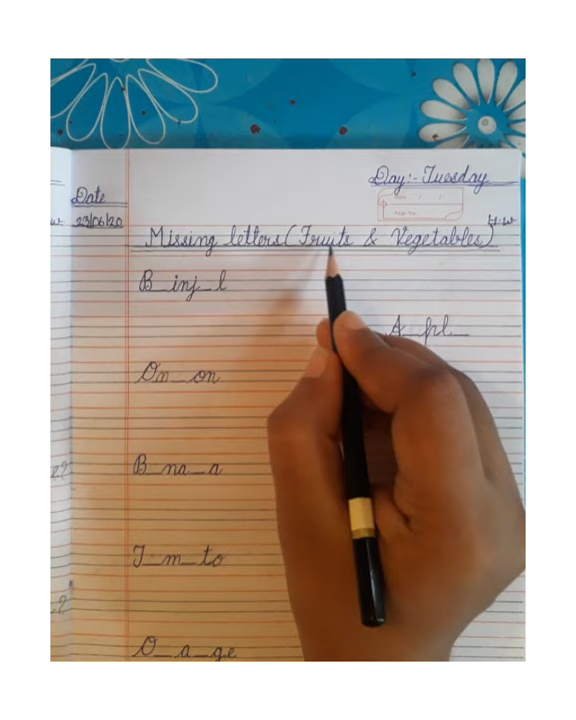 Day:- Tuesday
Date
23/06/20
H.W
Missing letters (Fruits & Vegetables)
B_inj_l
A_pl_
On_on
B_na_a
T_m_to
O_a_ge